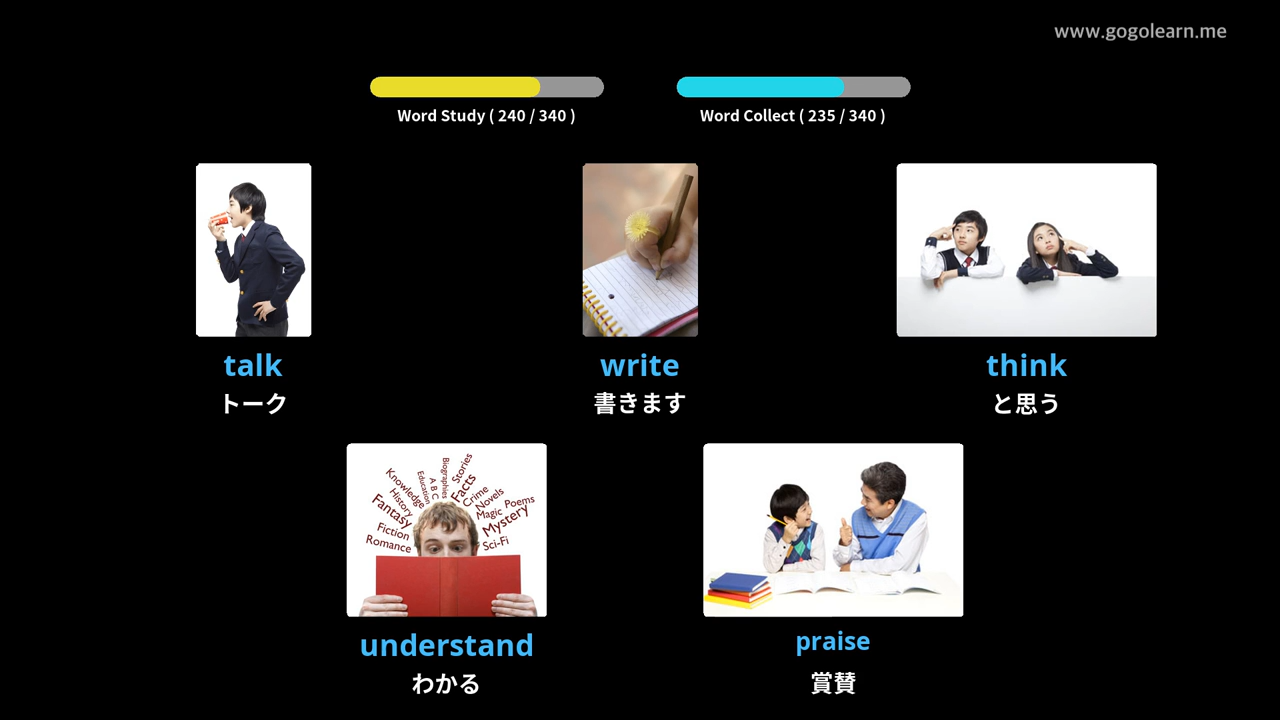 www.gogolearn.me
Word Study ( 240 / 340 )
Word Collect ( 235 / 340 )
talk
トーク
write
書きます
think
と思う
Knowledge
History
Fantasy
Fiction
Romance
Education
A B C
Biographies
Stories
Facts
Crime
Novels
Magic
Poems
Mystery
Sci-Fi
understand
わかる
praise
賞賛